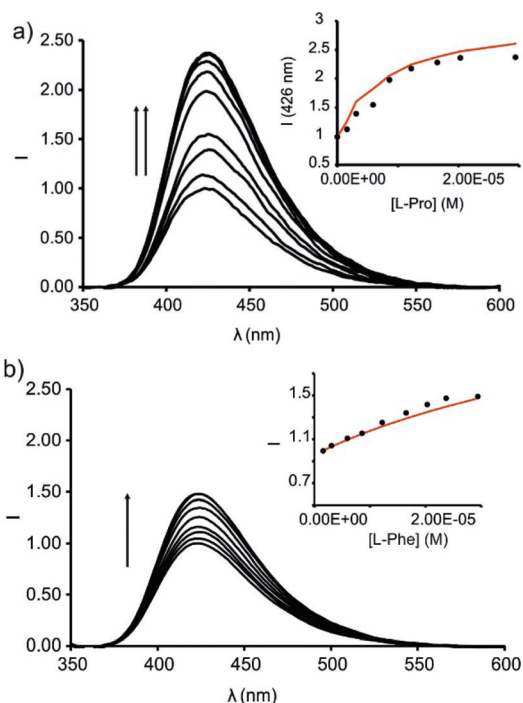 a)
2.50
2.00
1.50
1.00
0.50
0.00
I
350 400 450 500 550 600
λ (nm)
I (426 nm)
3
2.5
2
1.5
1
0.5
0.00E+00 2.00E-05
[L-Pro] (M)
b)
2.50
2.00
1.50
1.00
0.50
0.00
I
350 400 450 500 550 600
λ (nm)
I
1.5
1.1
0.7
0.00E+00 2.00E-05
[L-Phe] (M)